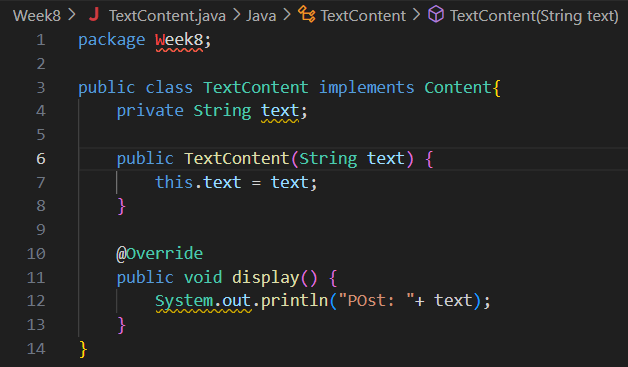 Week8 > J TextContent.java > Java > TextContent > TextContent(String text)
1 package Week8;
2
3 public class TextContent implements Content{
4 private String text;
5
6 public TextContent(String text) {
7 this.text = text;
8 }
9
10 @Override
11 public void display() {
12 System.out.println("POst: "+ text);
13 }
14 }